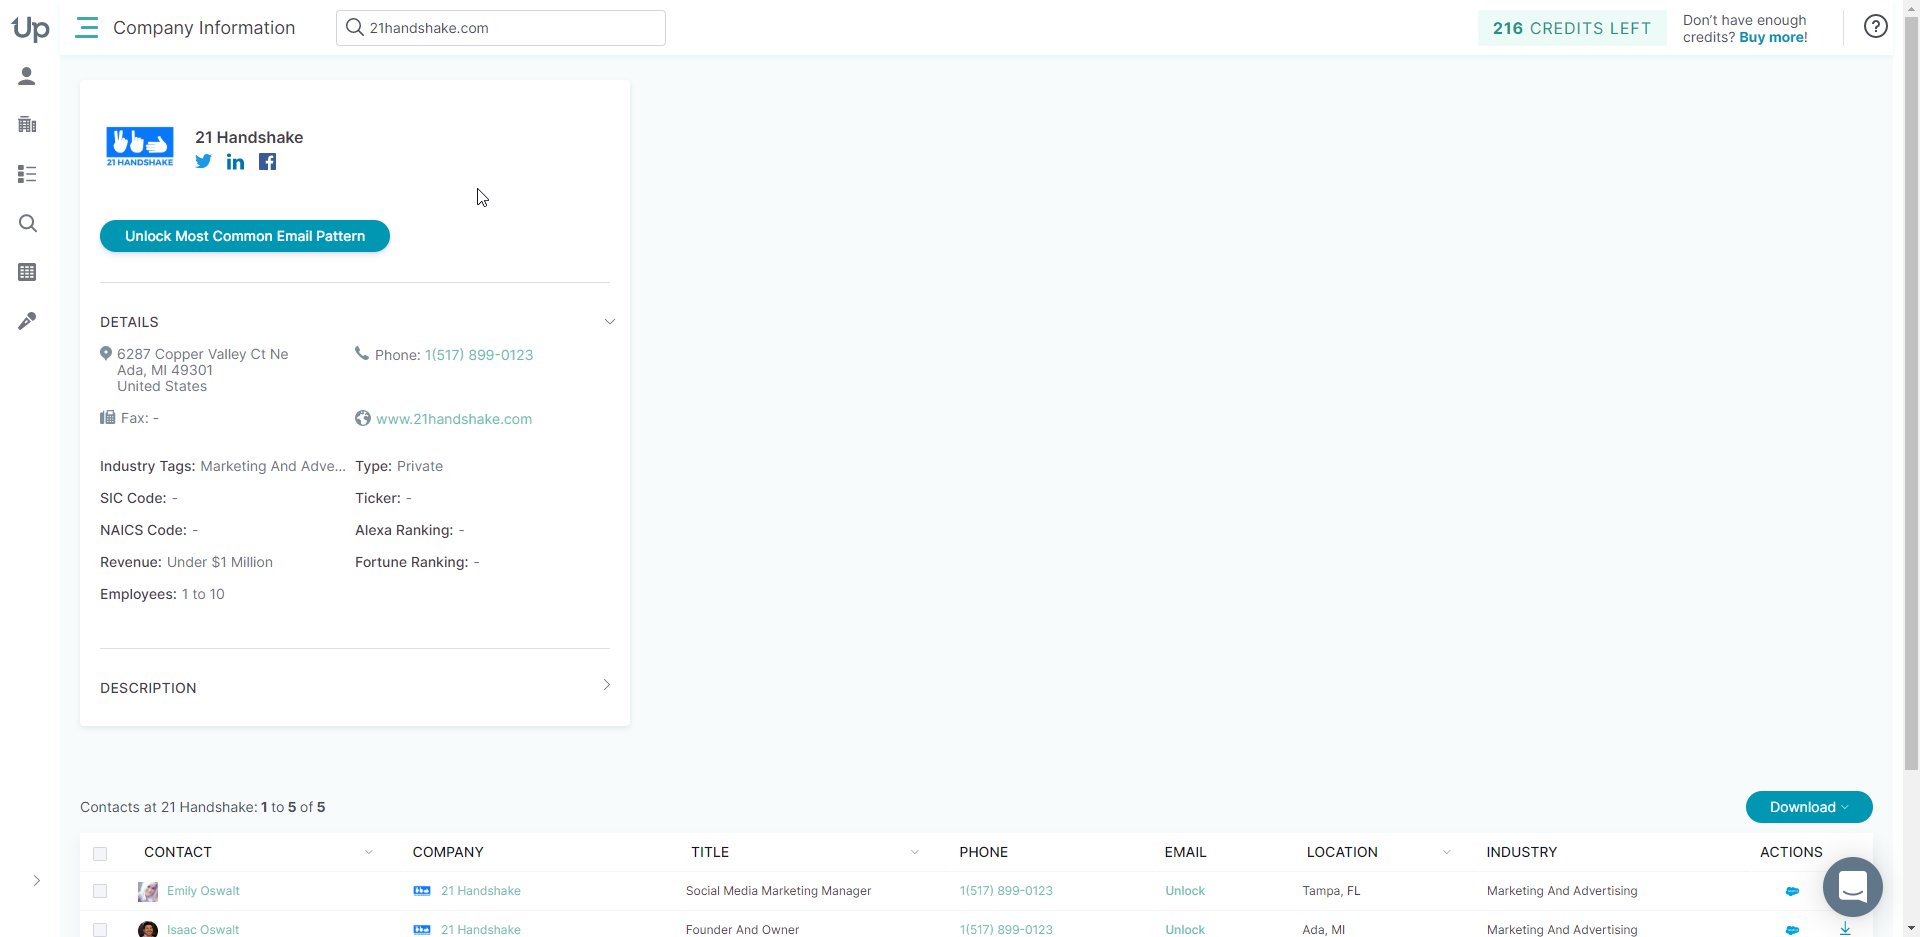 Up
Company Information
21handshake.com
216 CREDITS LEFT
Don't have enough
credits? Buy more!
?
21 HANDSHAKE
21 Handshake
Unlock Most Common Email Pattern
DETAILS
6287 Copper Valley Ct Ne
Ada, MI 49301
United States
Phone: 1(517) 899-0123
Fax: -
www.21handshake.com
Industry Tags: Marketing And Adve...
Type: Private
SIC Code: -
Ticker: -
NAICS Code: -
Alexa Ranking: -
Revenue: Under $1 Million
Fortune Ranking: -
Employees: 1 to 10
DESCRIPTION
Contacts at 21 Handshake: 1 to 5 of 5
Download
CONTACT COMPANY TITLE PHONE EMAIL LOCATION INDUSTRY ACTIONS
Emily Oswalt 21 Handshake Social Media Marketing Manager 1(517) 899-0123 Unlock Tampa, FL Marketing And Advertising
Isaac Oswalt 21 Handshake Founder And Owner 1(517) 899-0123 Unlock Ada, MI Marketing And Advertising